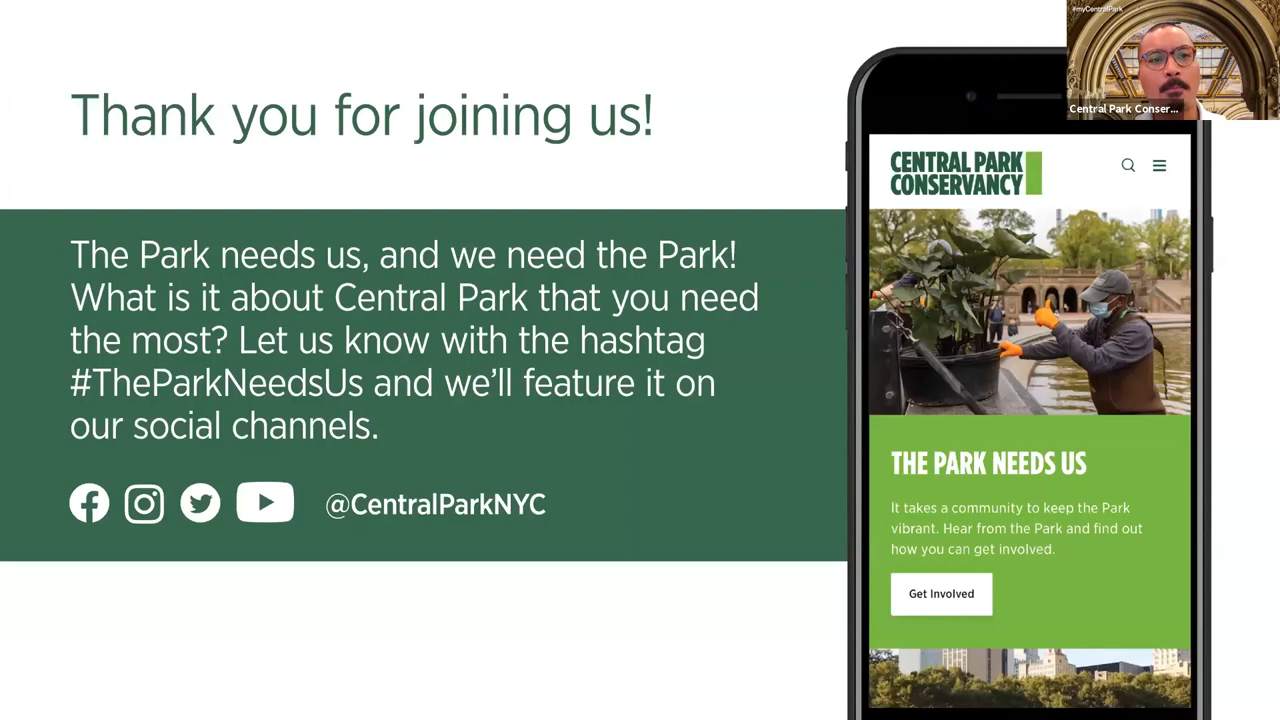 Thank you for joining us!
The Park needs us, and we need the Park!
What is it about Central Park that you need
the most? Let us know with the hashtag
#TheParkNeedsUs and we’ll feature it on
our social channels.
@CentralParkNYC
#myCentralPark
Central Park Conser...
CENTRAL PARK
CONSERVANCY
THE PARK NEEDS US
It takes a community to keep the Park
vibrant. Hear from the Park and find out
how you can get involved.
Get Involved